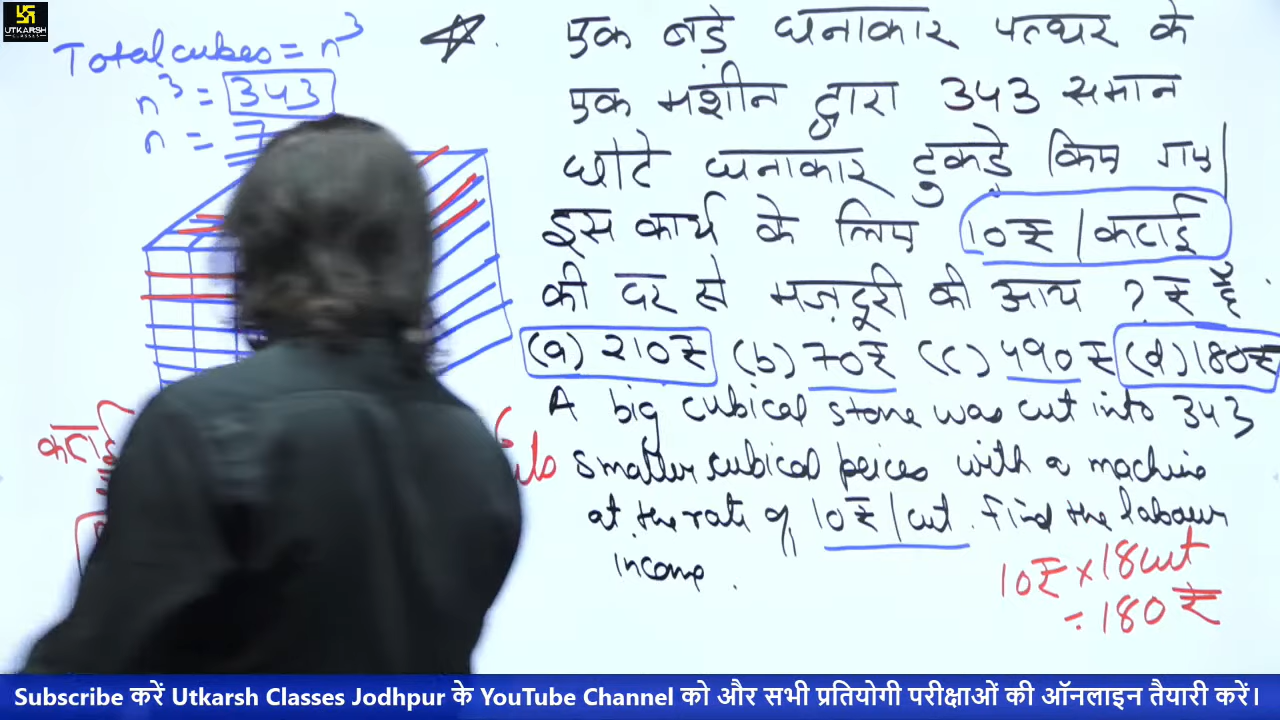 UTKARSH
CLASSES
Total cubes = n³
n³ = 343
n = 7
एक बड़े घनाकार पत्थर के
एक मशीन द्वारा 343 समान
छोटे घनाकार टुकड़े किए गए।
इस कार्य के लिए 10₹/कटाई
की दर से मज़दूरी की आय ? ₹ है
(a) 210₹ (b) 70₹ (c) 490₹ (d) 180₹
A big cubical stone was cut into 343
smaller cubical peices with a machine
at the rate of 10₹/cut. Find the labour
income.
कटाई
10₹ × 18cut
= 180₹
Subscribe करें Utkarsh Classes Jodhpur के YouTube Channel को और सभी प्रतियोगी परीक्षाओं की ऑनलाइन तैयारी करें।